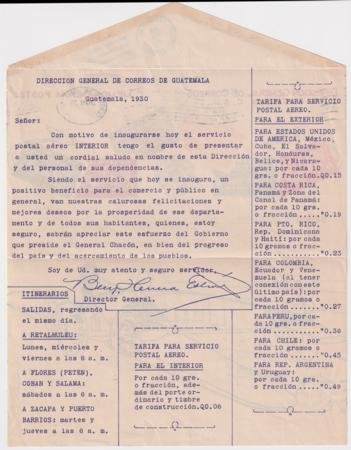 DIRECCION GENERAL DE CORREOS DE GUATEMALA
Guatemala, 1930
Señor:
Con motivo de inaugurarse hoy el servicio
postal aéreo INTERIOR tengo el gusto de presentar
a usted un cordial saludo en nombre de esta Dirección
y del personal de sus dependencias.
Siendo el servicio que hoy se inaugura, un
positivo beneficio para el comercio y público en
general, van nuestras calurosas felicitaciones y
mejores deseos por la prosperidad de ese departa-
mento y de todos sus habitantes, quienes, estoy
seguro, sabrán apreciar este esfuerzo del Gobierno
que preside el General Chacón, en bien del progreso
del país y del acercamiento de los pueblos.
Soy de Ud. muy atento y seguro servidor,
Director General.
ITINERARIOS
SALIDAS, regresando
el mismo día.
A RETALHULEU:
Lunes, miércoles y
viernes a las 6 a. m.
A FLORES (PETEN),
COBAN Y SALAMA:
sábados a las 6 a. m.
A ZACAPA Y PUERTO
BARRIOS: martes y
jueves a las 6 a. m.
TARIFA PARA SERVICIO
POSTAL AEREO.
PARA EL INTERIOR
Por cada 10 grs.
o fracción, ade-
más del porte or-
dinario y timbre
de construcción.Q0.06
TARIFA PARA SERVICIO
POSTAL AEREO.
PARA EL EXTERIOR
PARA ESTADOS UNIDOS
DE AMERICA, México,
Cuba, El Salva-
dor, Honduras,
Belice, y Nicara-
gua: por cada 10
grs. o fracción Q0.15
PARA COSTA RICA,
Panamá y Zona del
Canal de Panamá:
por cada 10 grs.
o fracción ....."0.19
PARA PTO. RICO,
Rep. Dominicana
y Haití: por cada
10 gramos o frac-
ción ......"0.23
PARA COLOMBIA,
Ecuador y Vene-
zuela (al tener
conexión con este
último país): por
cada 10 gramos o
fracción ......"0.27
PARA PERU, por ca-
da 10 grs. o frac-
ción ......"0.36
PARA CHILE: por ca-
da 10 gramos o
fracción ......"0.45
PARA REP. ARGENTINA
y Uruguay: por
cada 10 gramos o
fracción ......"0.49